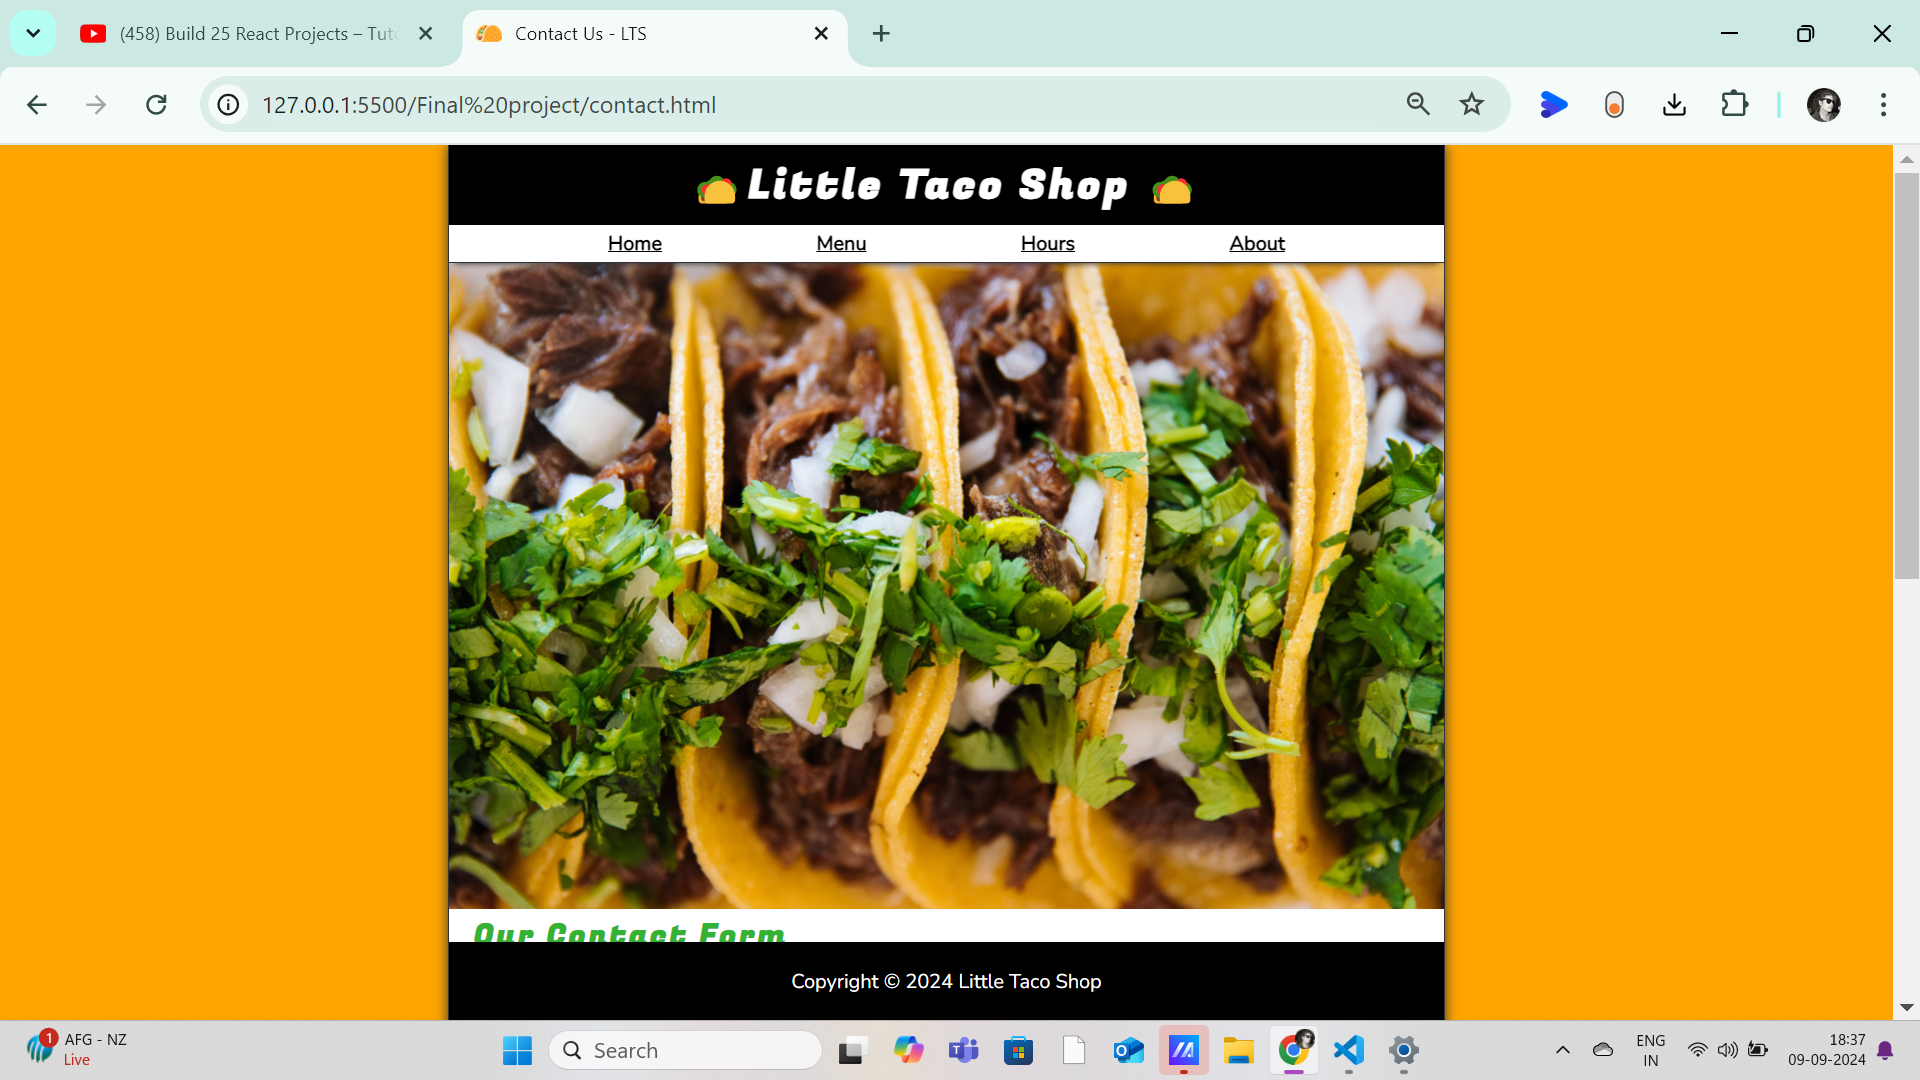 (458) Build 25 React Projects – Tut
Contact Us - LTS
127.0.0.1:5500/Final%20project/contact.html
Little Taco Shop
Home
Menu
Hours
About
Our Contact Form
Copyright © 2024 Little Taco Shop
1
AFG - NZ
Live
Search
ENG
IN
18:37
09-09-2024